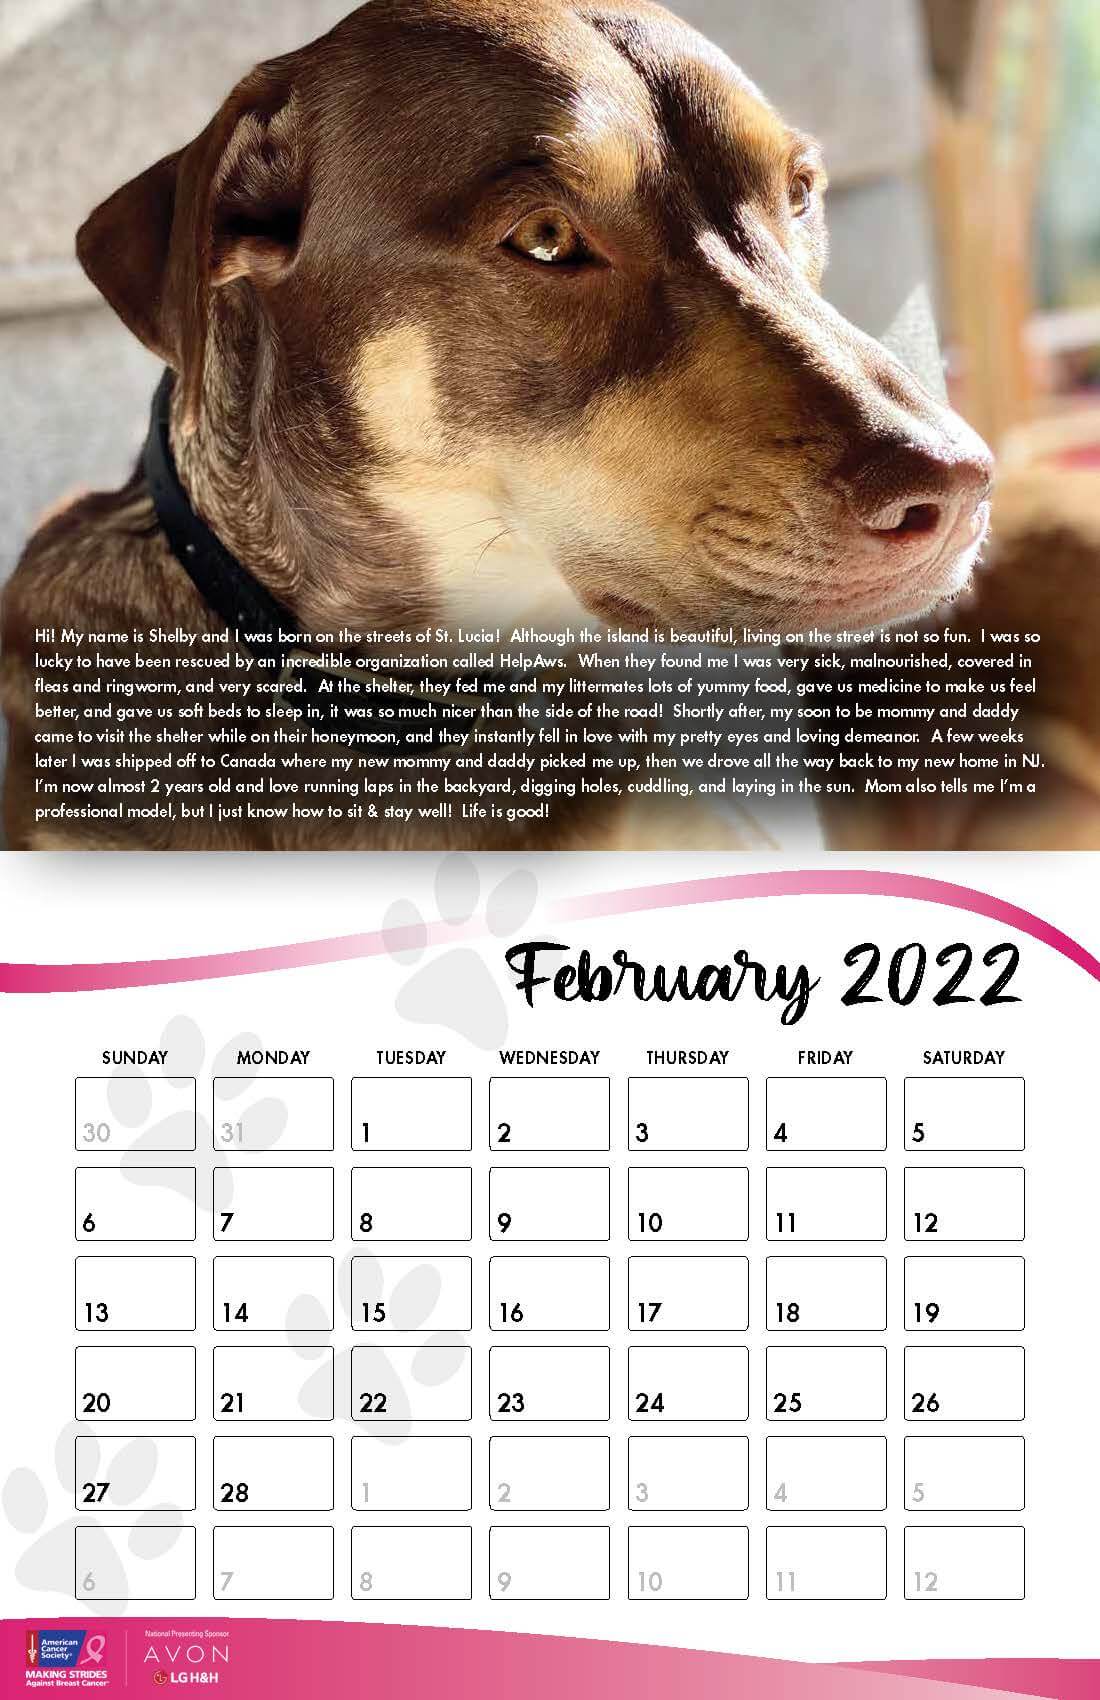 Hi! My name is Shelby and I was born on the streets of St. Lucia!  Although the island is beautiful, living on the street is not so fun.  I was so
lucky to have been rescued by an incredible organization called HelpAws.  When they found me I was very sick, malnourished, covered in
fleas and ringworm, and very scared.  At the shelter, they fed me and my littermates lots of yummy food, gave us medicine to make us feel
better, and gave us soft beds to sleep in, it was so much nicer than the side of the road!  Shortly after, my soon to be mommy and daddy
came to visit the shelter while on their honeymoon, and they instantly fell in love with my pretty eyes and loving demeanor.  A few weeks
later I was shipped off to Canada where my new mommy and daddy picked me up, then we drove all the way back to my new home in NJ.
I'm now almost 2 years old and love running laps in the backyard, digging holes, cuddling, and laying in the sun.  Mom also tells me I'm a
professional model, but I just know how to sit & stay well!  Life is good!
February 2022
SUNDAY MONDAY TUESDAY WEDNESDAY THURSDAY FRIDAY SATURDAY
30 31 1 2 3 4 5
6 7 8 9 10 11 12
13 14 15 16 17 18 19
20 21 22 23 24 25 26
27 28 1 2 3 4 5
6 7 8 9 10 11 12
American
Cancer
Society®
MAKING STRIDES
Against Breast Cancer®
National Presenting Sponsor
AVON
LG H&H